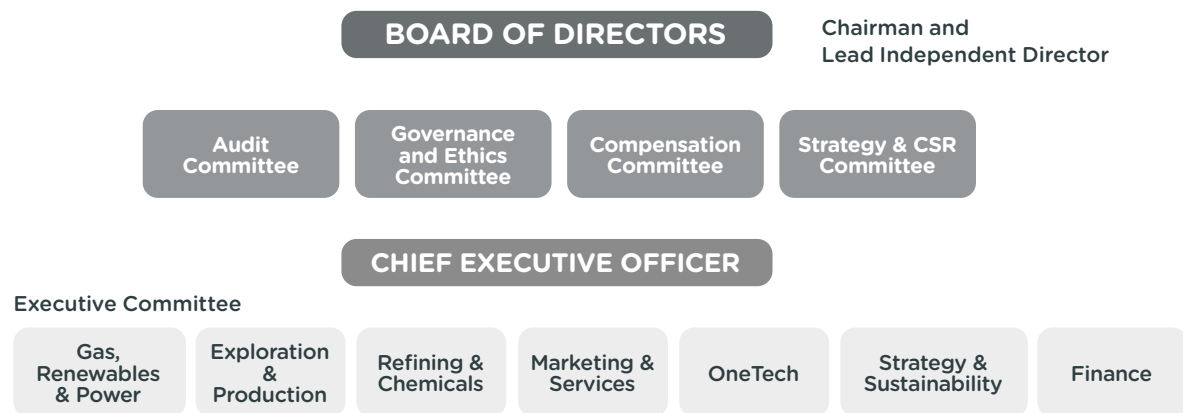 BOARD OF DIRECTORS
Chairman and
Lead Independent Director
Audit
Committee
Governance
and Ethics
Committee
Compensation
Committee
Strategy & CSR
Committee
CHIEF EXECUTIVE OFFICER
Executive Committee
Gas,
Renewables
& Power
Exploration
&
Production
Refining &
Chemicals
Marketing &
Services
OneTech
Strategy &
Sustainability
Finance